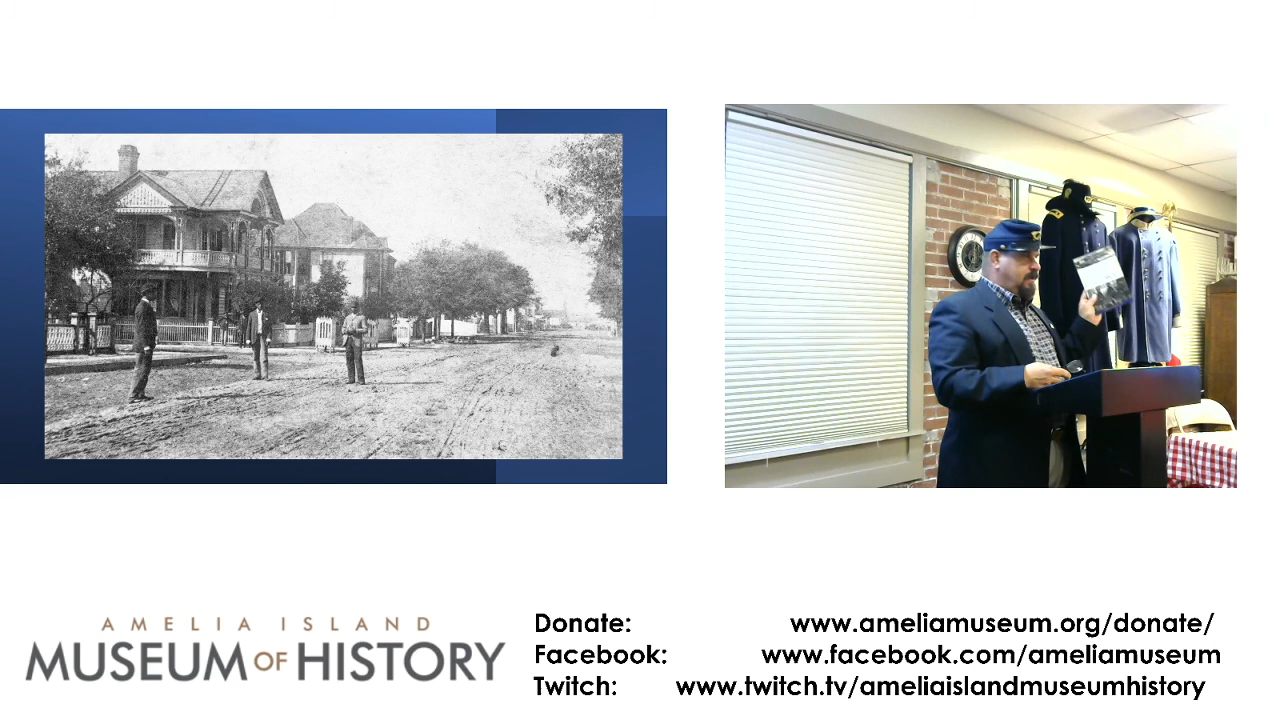 AMELIA ISLAND
MUSEUM OF HISTORY
Donate: www.ameliamuseum.org/donate/
Facebook: www.facebook.com/ameliamuseum
Twitch: www.twitch.tv/ameliaislandmuseumhistory